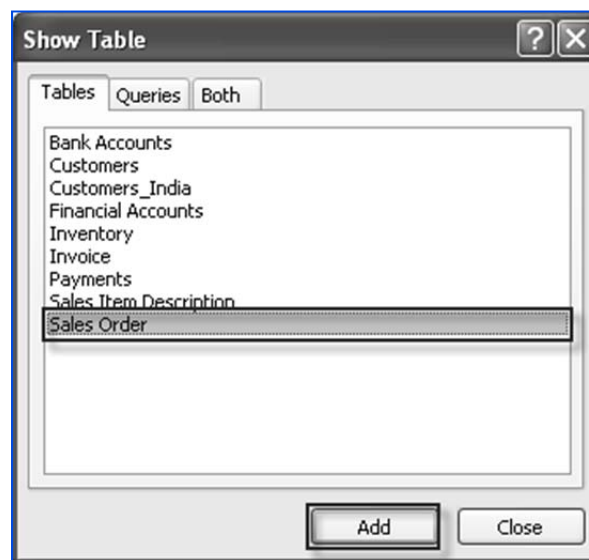 Show Table
Tables Queries Both
Bank Accounts
Customers
Customers_India
Financial Accounts
Inventory
Invoice
Payments
Sales Item Description
Sales Order
Add Close